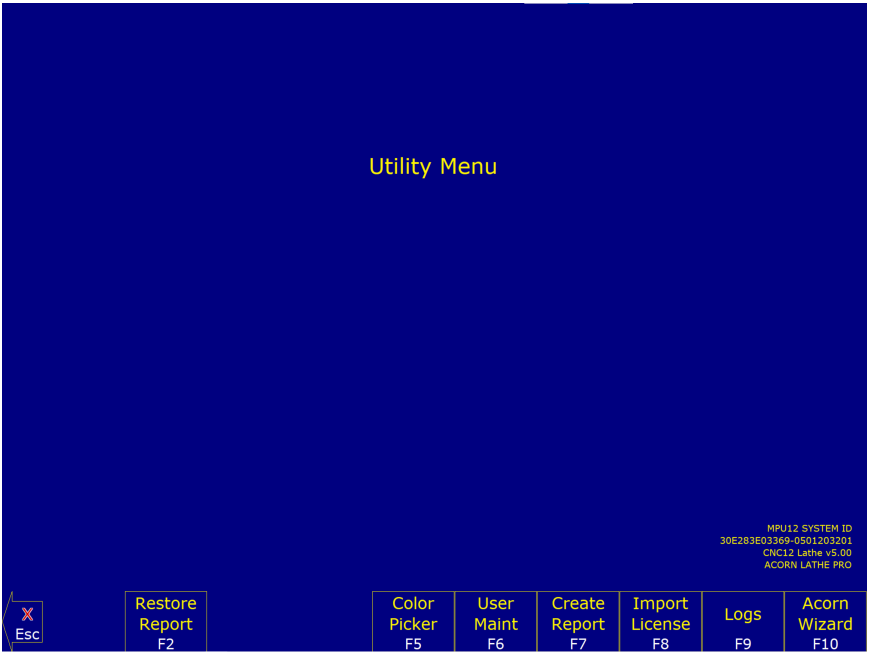 Utility Menu
MPU12 SYSTEM ID
30E283E03369-0501203201
CNC12 Lathe v5.00
ACORN LATHE PRO
X
Esc
Restore
Report
F2
Color
Picker
F5
User
Maint
F6
Create
Report
F7
Import
License
F8
Logs
F9
Acorn
Wizard
F10